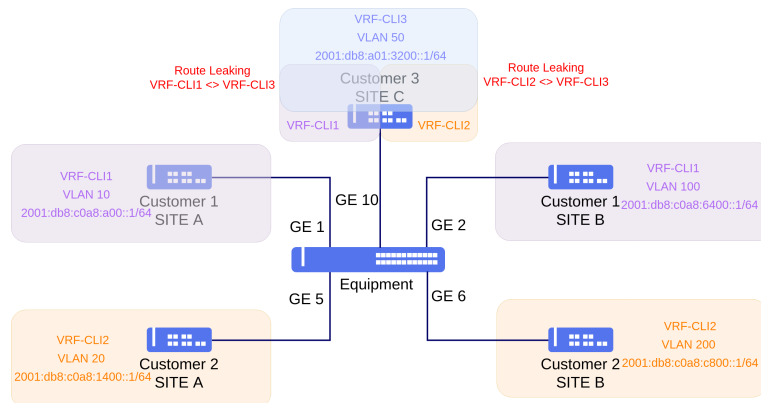 VRF-CLI3
VLAN 50
2001:db8:a01:3200::1/64
Route Leaking
VRF-CLI1 <> VRF-CLI3
Route Leaking
VRF-CLI2 <> VRF-CLI3
Customer 3
SITE C
VRF-CLI1
VRF-CLI2
VRF-CLI1
VLAN 10
2001:db8:c0a8:a00::1/64
Customer 1
SITE A
VRF-CLI1
VLAN 100
2001:db8:c0a8:6400::1/64
Customer 1
SITE B
GE 10
GE 1
GE 2
Equipment
GE 5
GE 6
VRF-CLI2
VLAN 20
2001:db8:c0a8:1400::1/64
Customer 2
SITE A
VRF-CLI2
VLAN 200
2001:db8:c0a8:c800::1/64
Customer 2
SITE B